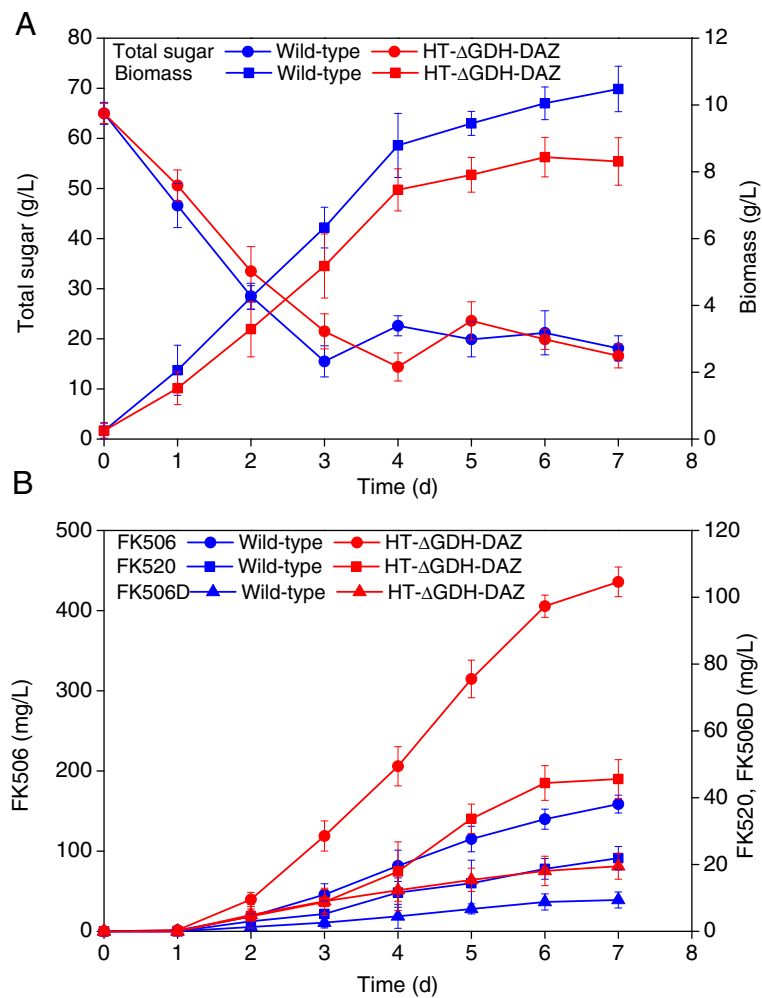 A
Total sugar Wild-type HT-ΔGDH-DAZ
Biomass Wild-type HT-ΔGDH-DAZ
80
70
60
50
40
30
20
10
0
Total sugar (g/L)
12
10
8
6
4
2
0
Biomass (g/L)
0 1 2 3 4 5 6 7 8
Time (d)
B
FK506 Wild-type HT-ΔGDH-DAZ
FK520 Wild-type HT-ΔGDH-DAZ
FK506D Wild-type HT-ΔGDH-DAZ
500
400
300
200
100
0
FK506 (mg/L)
120
100
80
60
40
20
0
FK520, FK506D (mg/L)
0 1 2 3 4 5 6 7 8
Time (d)